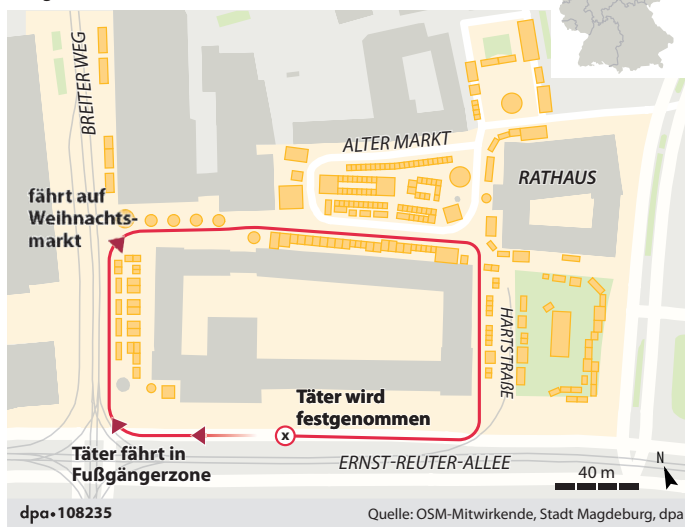 BREITER WEG
ALTER MARKT
RATHAUS
fährt auf
Weihnachts-
markt
HARTSTRAßE
Täter wird
festgenommen
x
Täter fährt in
Fußgängerzone
ERNST-REUTER-ALLEE
N
40 m
dpa•108235
Quelle: OSM-Mitwirkende, Stadt Magdeburg, dpa